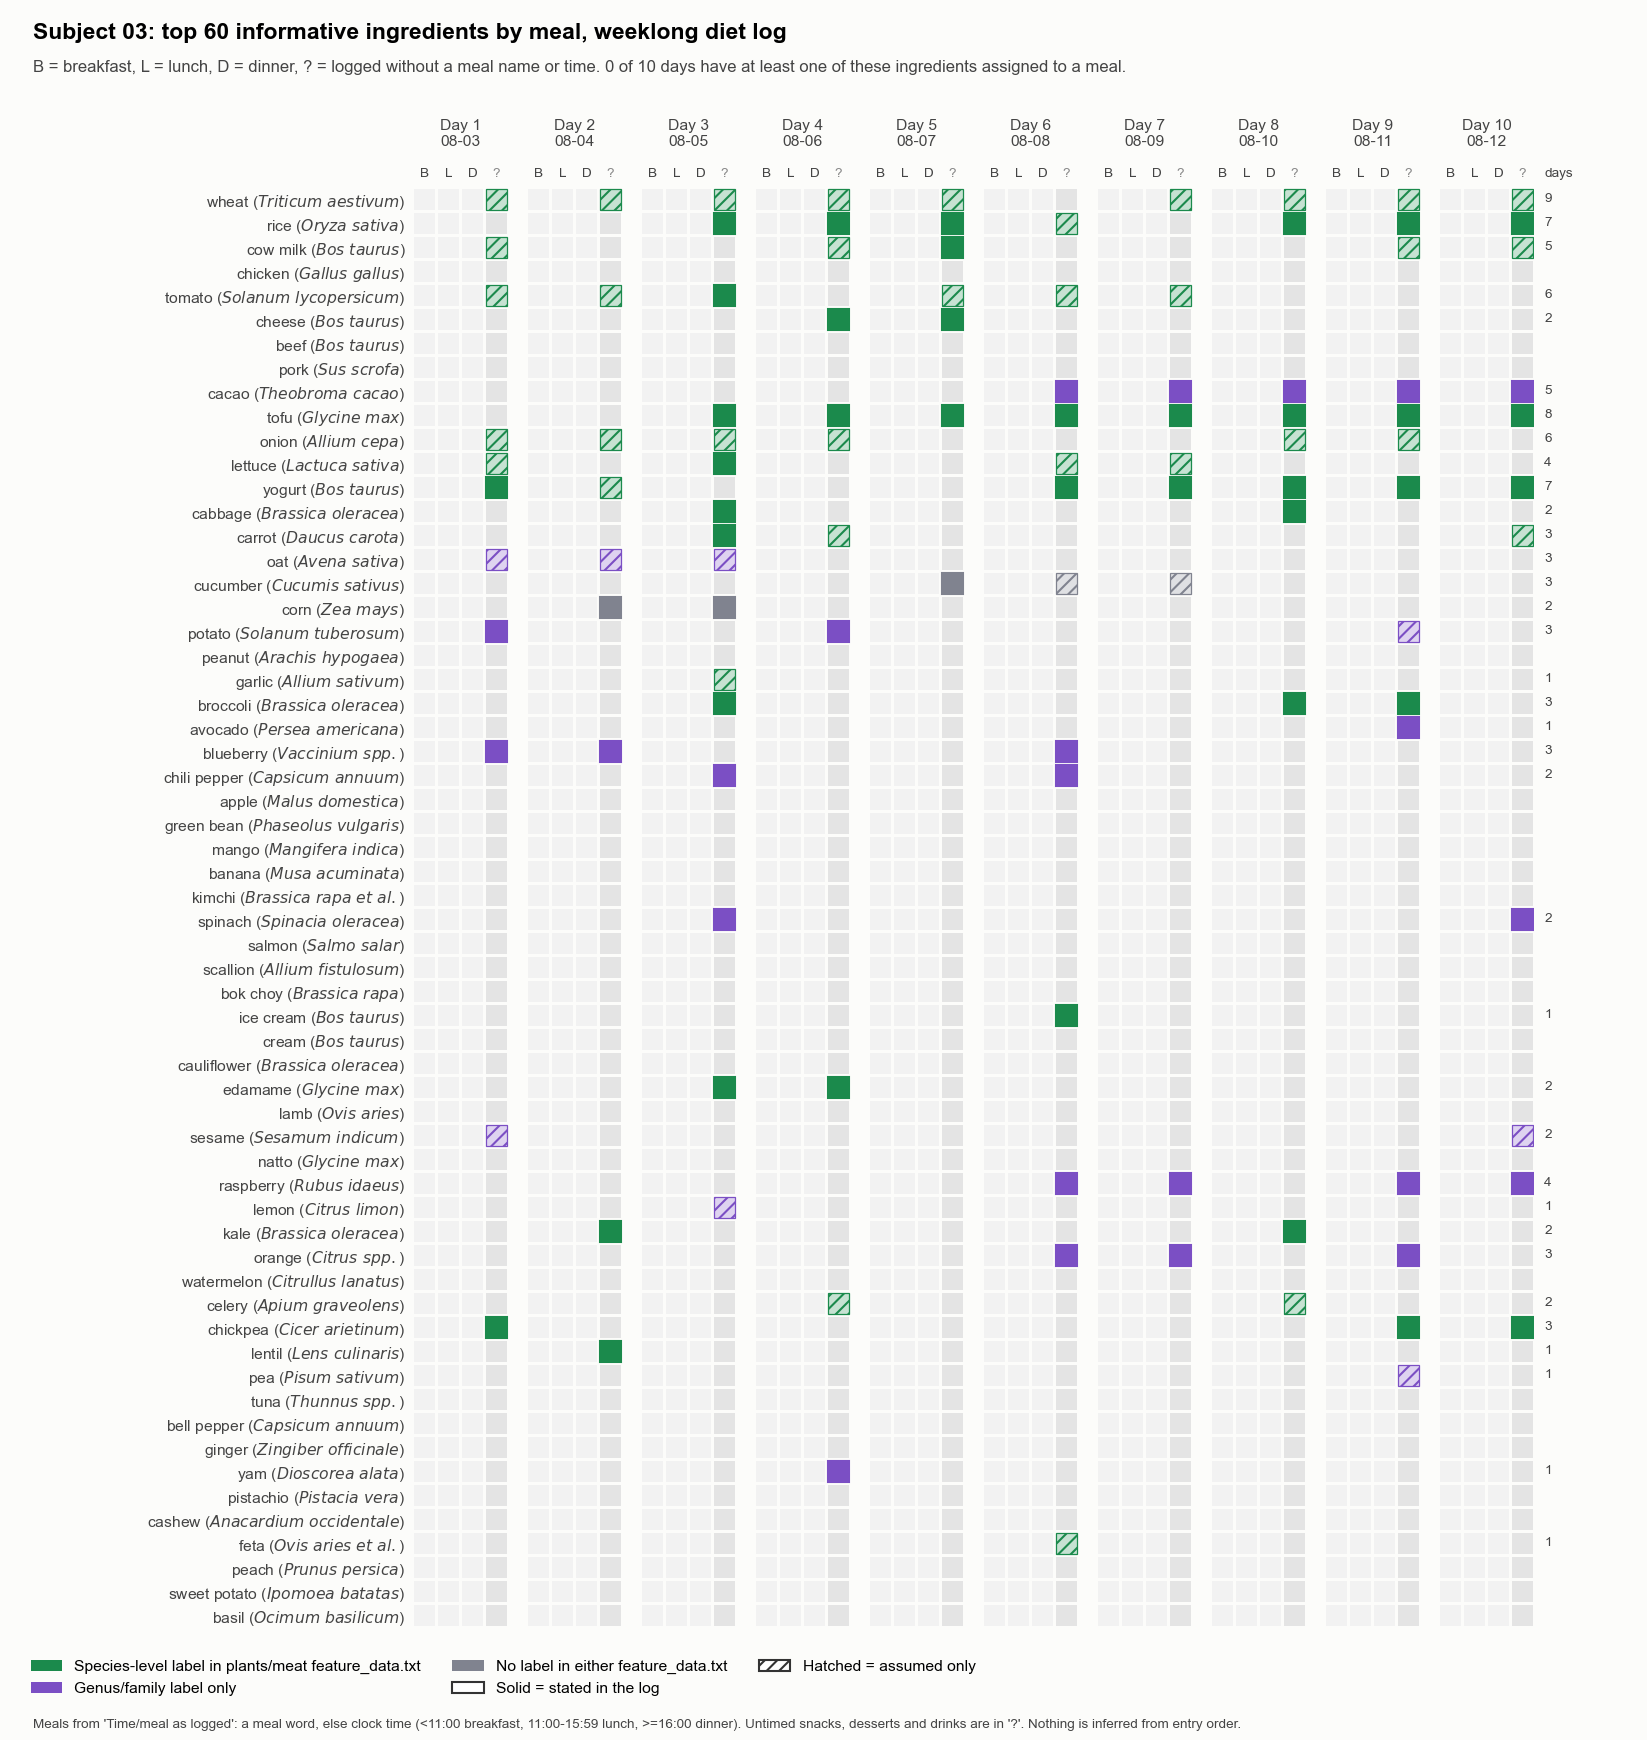 Subject 03: top 60 informative ingredients by meal, weeklong diet log
B = breakfast, L = lunch, D = dinner, ? = logged without a meal name or time. 0 of 10 days have at least one of these ingredients assigned to a meal.
Day 1 Day 2 Day 3 Day 4 Day 5 Day 6 Day 7 Day 8 Day 9 Day 10
08-03 08-04 08-05 08-06 08-07 08-08 08-09 08-10 08-11 08-12
B L D ? B L D ? B L D ? B L D ? B L D ? B L D ? B L D ? B L D ? B L D ? B L D ? days
wheat (Triticum aestivum) 9
rice (Oryza sativa) 7
cow milk (Bos taurus) 5
chicken (Gallus gallus)
tomato (Solanum lycopersicum) 6
cheese (Bos taurus) 2
beef (Bos taurus)
pork (Sus scrofa)
cacao (Theobroma cacao) 5
tofu (Glycine max) 8
onion (Allium cepa) 6
lettuce (Lactuca sativa) 4
yogurt (Bos taurus) 7
cabbage (Brassica oleracea) 2
carrot (Daucus carota) 3
oat (Avena sativa) 3
cucumber (Cucumis sativus) 3
corn (Zea mays) 2
potato (Solanum tuberosum) 3
peanut (Arachis hypogaea)
garlic (Allium sativum) 1
broccoli (Brassica oleracea) 3
avocado (Persea americana) 1
blueberry (Vaccinium spp. ) 3
chili pepper (Capsicum annuum) 2
apple (Malus domestica)
green bean (Phaseolus vulgaris)
mango (Mangifera indica)
banana (Musa acuminata)
kimchi (Brassica rapa et al. )
spinach (Spinacia oleracea) 2
salmon (Salmo salar)
scallion (Allium fistulosum)
bok choy (Brassica rapa)
ice cream (Bos taurus) 1
cream (Bos taurus)
cauliflower (Brassica oleracea)
edamame (Glycine max) 2
lamb (Ovis aries)
sesame (Sesamum indicum) 2
natto (Glycine max)
raspberry (Rubus idaeus) 4
lemon (Citrus limon) 1
kale (Brassica oleracea) 2
orange (Citrus spp. ) 3
watermelon (Citrullus lanatus)
celery (Apium graveolens) 2
chickpea (Cicer arietinum) 3
lentil (Lens culinaris) 1
pea (Pisum sativum) 1
tuna (Thunnus spp. )
bell pepper (Capsicum annuum)
ginger (Zingiber officinale)
yam (Dioscorea alata) 1
pistachio (Pistacia vera)
cashew (Anacardium occidentale)
feta (Ovis aries et al. ) 1
peach (Prunus persica)
sweet potato (Ipomoea batatas)
basil (Ocimum basilicum)
Species-level label in plants/meat feature_data.txt No label in either feature_data.txt Hatched = assumed only
Genus/family label only Solid = stated in the log
Meals from 'Time/meal as logged': a meal word, else clock time (<11:00 breakfast, 11:00-15:59 lunch, >=16:00 dinner). Untimed snacks, desserts and drinks are in '?'. Nothing is inferred from entry order.